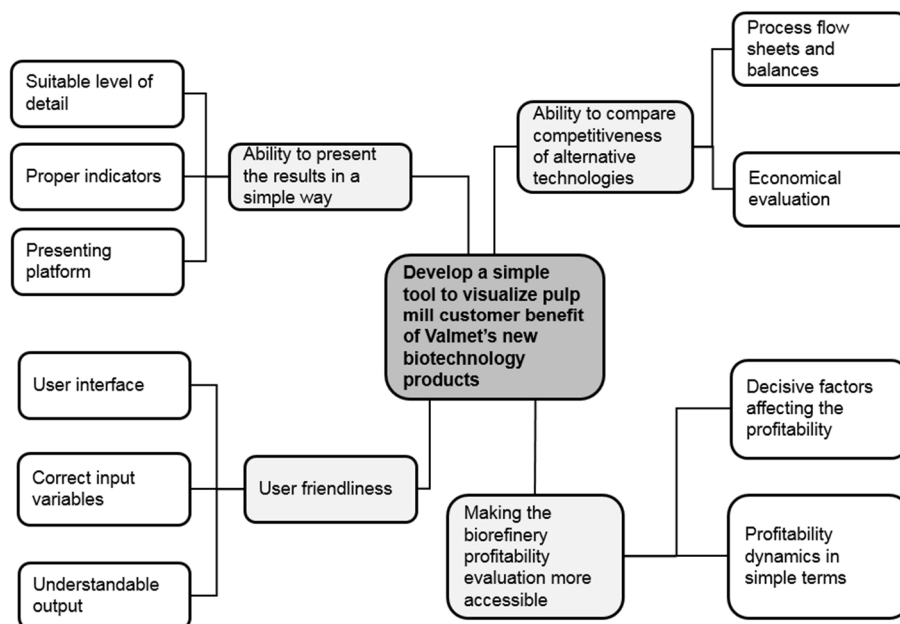 Suitable level of
detail
Proper indicators
Presenting
platform
Ability to present
the results in a
simple way
Process flow
sheets and
balances
Ability to compare
competitiveness
of alternative
technologies
Economical
evaluation
Develop a simple
tool to visualize pulp
mill customer benefit
of Valmet's new
biotechnology
products
User interface
Correct input
variables
Understandable
output
User friendliness
Making the
biorefinery
profitability
evaluation more
accessible
Decisive factors
affecting the
profitability
Profitability
dynamics in
simple terms